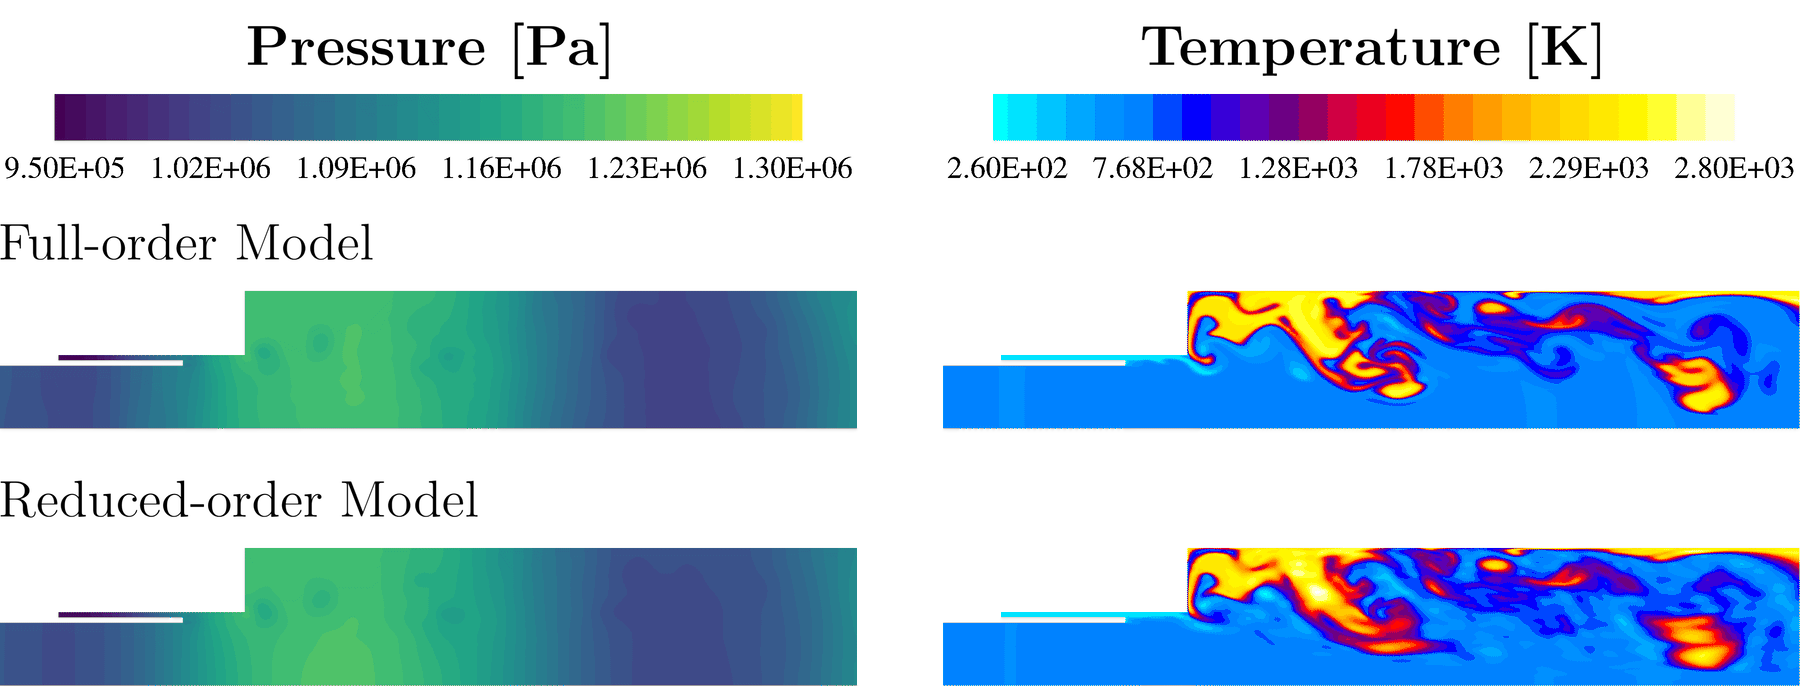 Pressure [Pa]
Temperature [K]
9.50E+05 1.02E+06 1.09E+06 1.16E+06 1.23E+06 1.30E+06
2.60E+02 7.68E+02 1.28E+03 1.78E+03 2.29E+03 2.80E+03
Full-order Model
Reduced-order Model